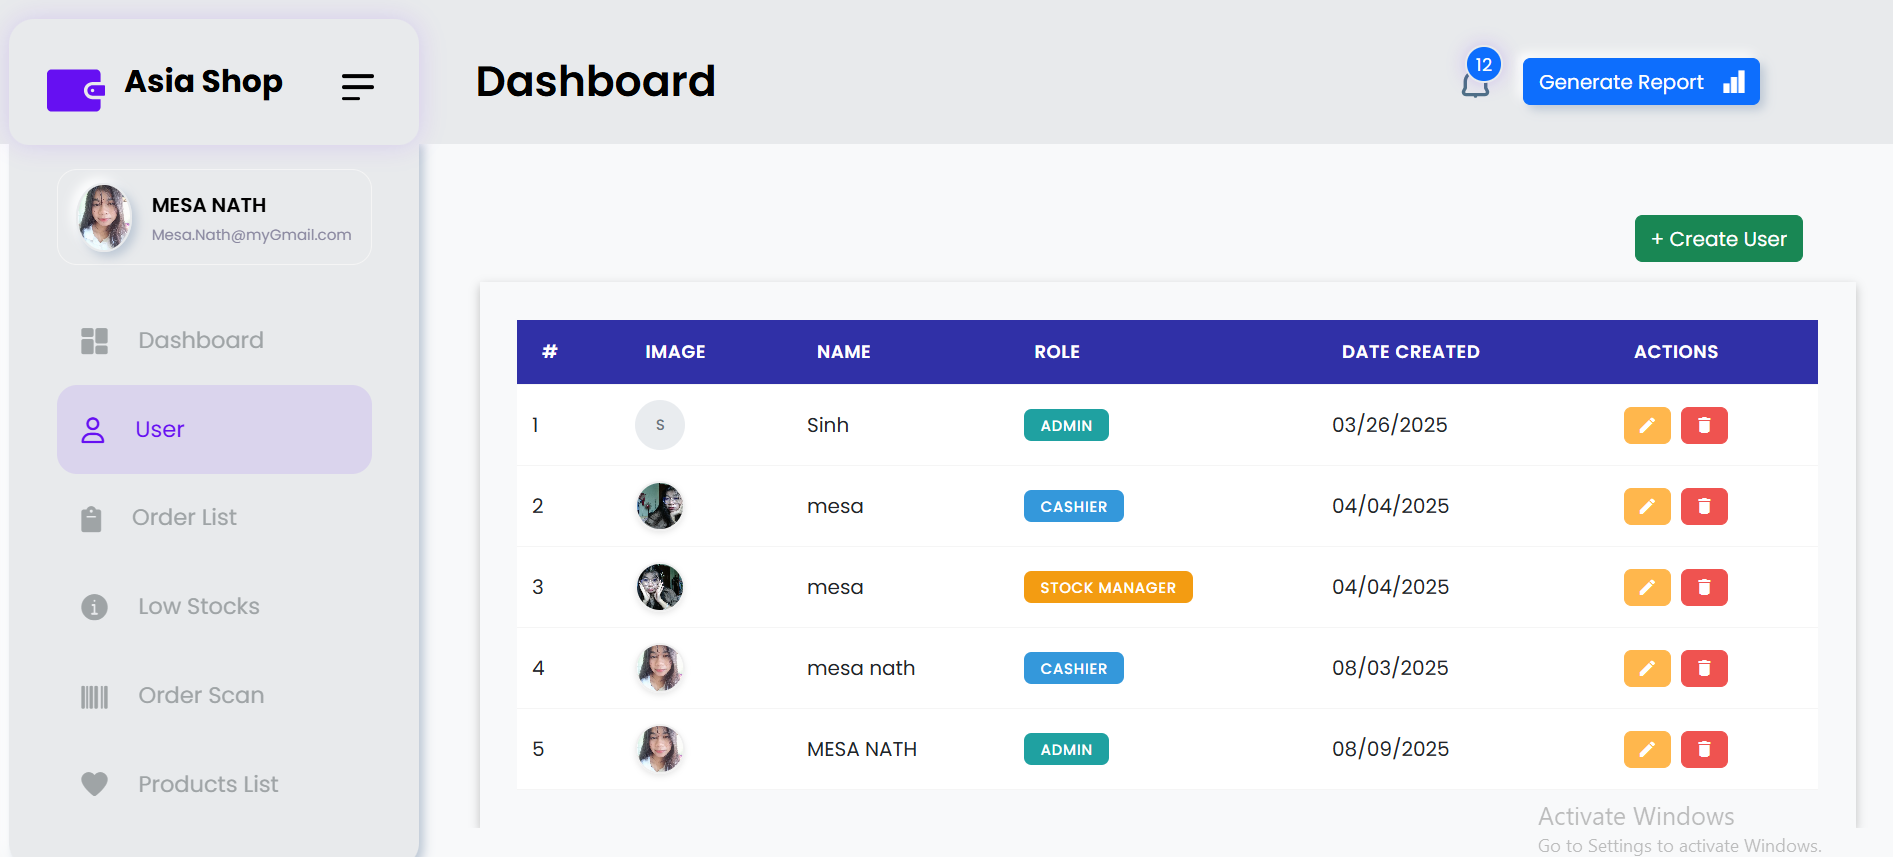 Asia Shop
Dashboard
12
Generate Report
MESA NATH
Mesa.Nath@myGmail.com
Dashboard
User
Order List
Low Stocks
Order Scan
Products List
+ Create User
# IMAGE NAME ROLE DATE CREATED ACTIONS
1 S Sinh ADMIN 03/26/2025
2 mesa CASHIER 04/04/2025
3 mesa STOCK MANAGER 04/04/2025
4 mesa nath CASHIER 08/03/2025
5 MESA NATH ADMIN 08/09/2025
Activate Windows
Go to Settings to activate Windows.